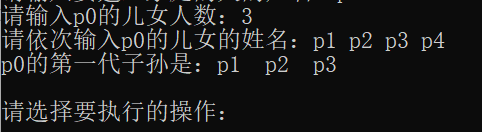 请输入p0的儿女人数：3
请依次输入p0的儿女的姓名：p1 p2 p3 p4
p0的第一代子孙是：p1  p2  p3
请选择要执行的操作：